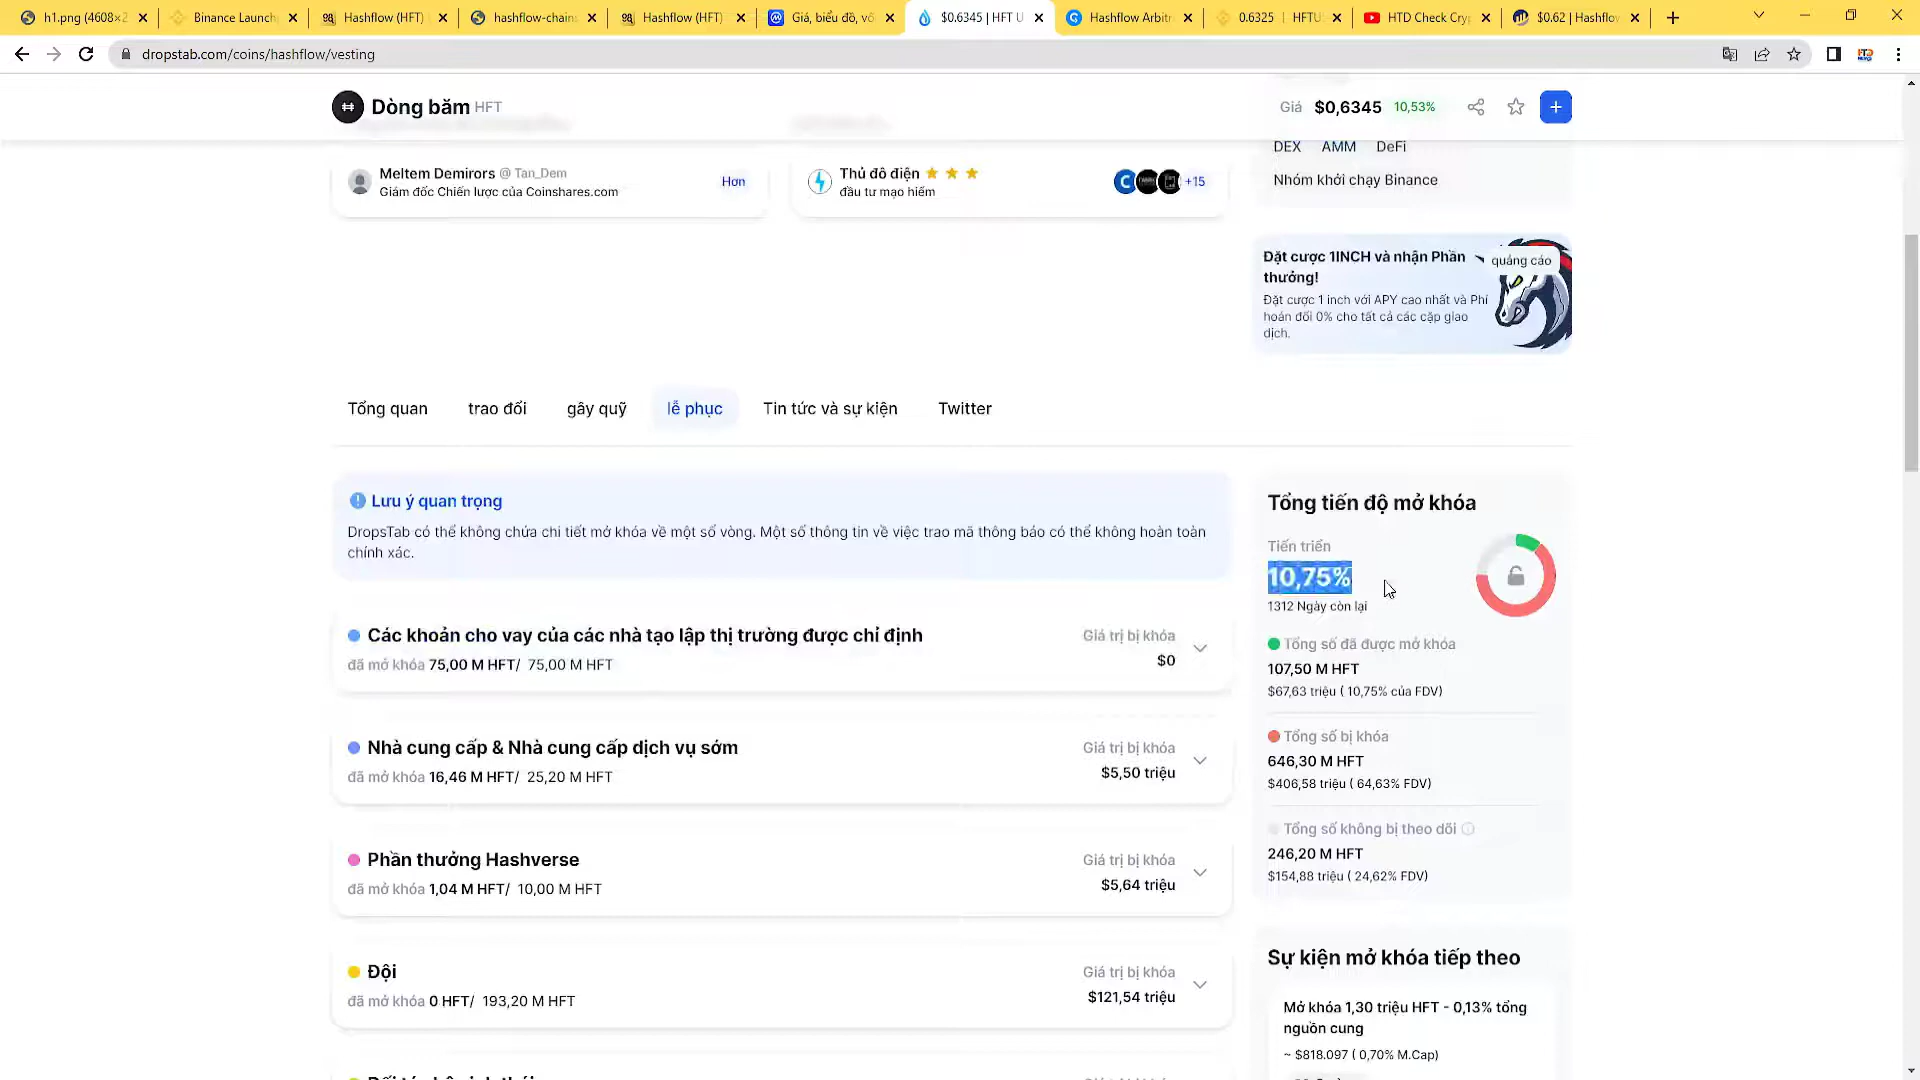 h1.png (4608×2
Binance Launch
Hashflow (HFT)
hashflow-chain
Hashflow (HFT)
Giá, biểu đồ, vố
$0.6345 | HFT U
Hashflow Arbitr
0.6325 | HFTU
HTD Check Cryp
$0.62 | Hashflov
dropstab.com/coins/hashflow/vesting
Dòng băm HFT
Giá $0,6345 10,53%
DEX AMM DeFi
Meltem Demirors @ Tan_Dem
Giám đốc Chiến lược của Coinshares.com
Hơn
Thủ đô điện
đầu tư mạo hiểm
+15
Nhóm khởi chạy Binance
Đặt cược 1INCH và nhận Phần thưởng!
quảng cáo
Đặt cược 1 inch với APY cao nhất và Phí
hoán đổi 0% cho tất cả các cặp giao
dịch.
Tổng quan trao đổi gây quỹ lễ phục Tin tức và sự kiện Twitter
Lưu ý quan trọng
DropsTab có thể không chứa chi tiết mở khóa về một số vòng. Một số thông tin về việc trao mã thông báo có thể không hoàn toàn
chính xác.
Các khoản cho vay của các nhà tạo lập thị trường được chỉ định
đã mở khóa 75,00 M HFT/ 75,00 M HFT
Giá trị bị khóa
$0
Nhà cung cấp & Nhà cung cấp dịch vụ sớm
đã mở khóa 16,46 M HFT/ 25,20 M HFT
Giá trị bị khóa
$5,50 triệu
Phần thưởng Hashverse
đã mở khóa 1,04 M HFT/ 10,00 M HFT
Giá trị bị khóa
$5,64 triệu
Đội
đã mở khóa 0 HFT/ 193,20 M HFT
Giá trị bị khóa
$121,54 triệu
Tổng tiến độ mở khóa
Tiến triển
10,75%
1312 Ngày còn lại
Tổng số đã được mở khóa
107,50 M HFT
$67,63 triệu ( 10,75% của FDV)
Tổng số bị khóa
646,30 M HFT
$406,58 triệu ( 64,63% FDV)
Tổng số không bị theo dõi
246,20 M HFT
$154,88 triệu ( 24,62% FDV)
Sự kiện mở khóa tiếp theo
Mở khóa 1,30 triệu HFT - 0,13% tổng
nguồn cung
~ $818.097 ( 0,70% M.Cap)